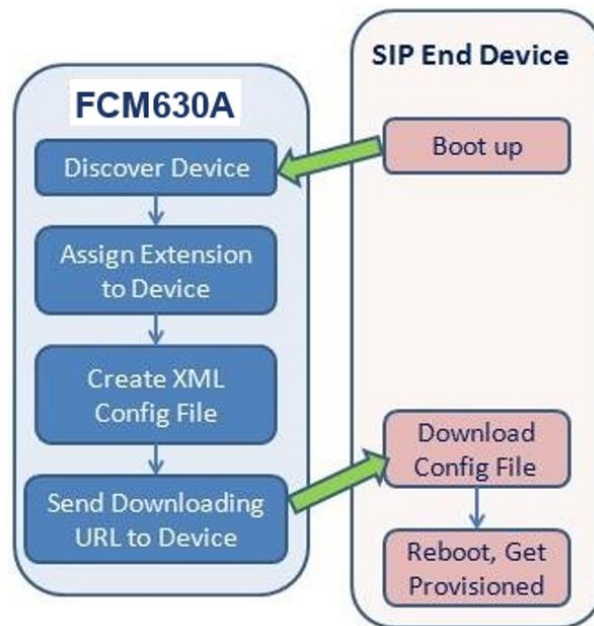 FCM630A
Discover Device
Assign Extension
to Device
Create XML
Config File
Send Downloading
URL to Device
SIP End Device
Boot up
Download
Config File
Reboot, Get
Provisioned